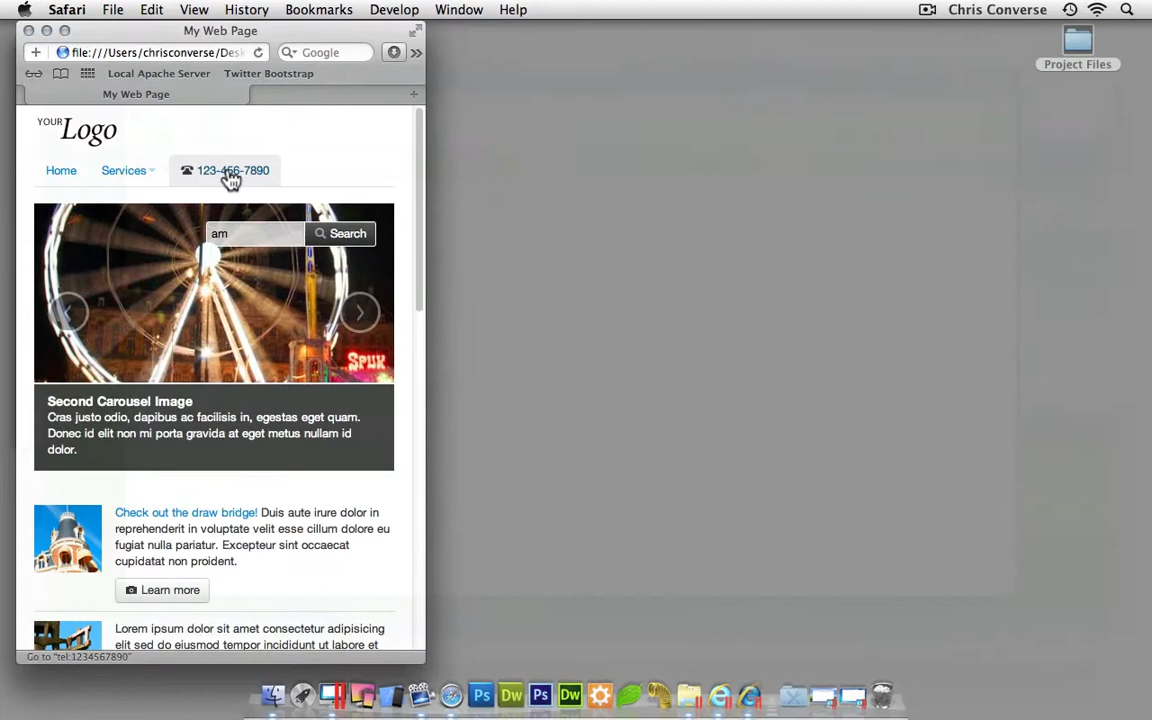 Safari File Edit View History Bookmarks Develop Window Help Chris Converse
My Web Page
file:///Users/chrisconverse/Desk Google
Local Apache Server Twitter Bootstrap
My Web Page
Project Files
YOUR Logo
Home Services 123-456-7890
am Search
SPUK
Second Carousel Image
Cras justo odio, dapibus ac facilisis in, egestas eget quam.
Donec id elit non mi porta gravida at eget metus nullam id
dolor.
Check out the draw bridge! Duis aute irure dolor in
reprehenderit in voluptate velit esse cillum dolore eu
fugiat nulla pariatur. Excepteur sint occaecat
cupidatat non proident.
Learn more
Lorem ipsum dolor sit amet consectetur adipisicing
elit sed do eiusmod tempor incididunt ut labore et
Go to "tel:1234567890"
Ps Dw Ps Dw